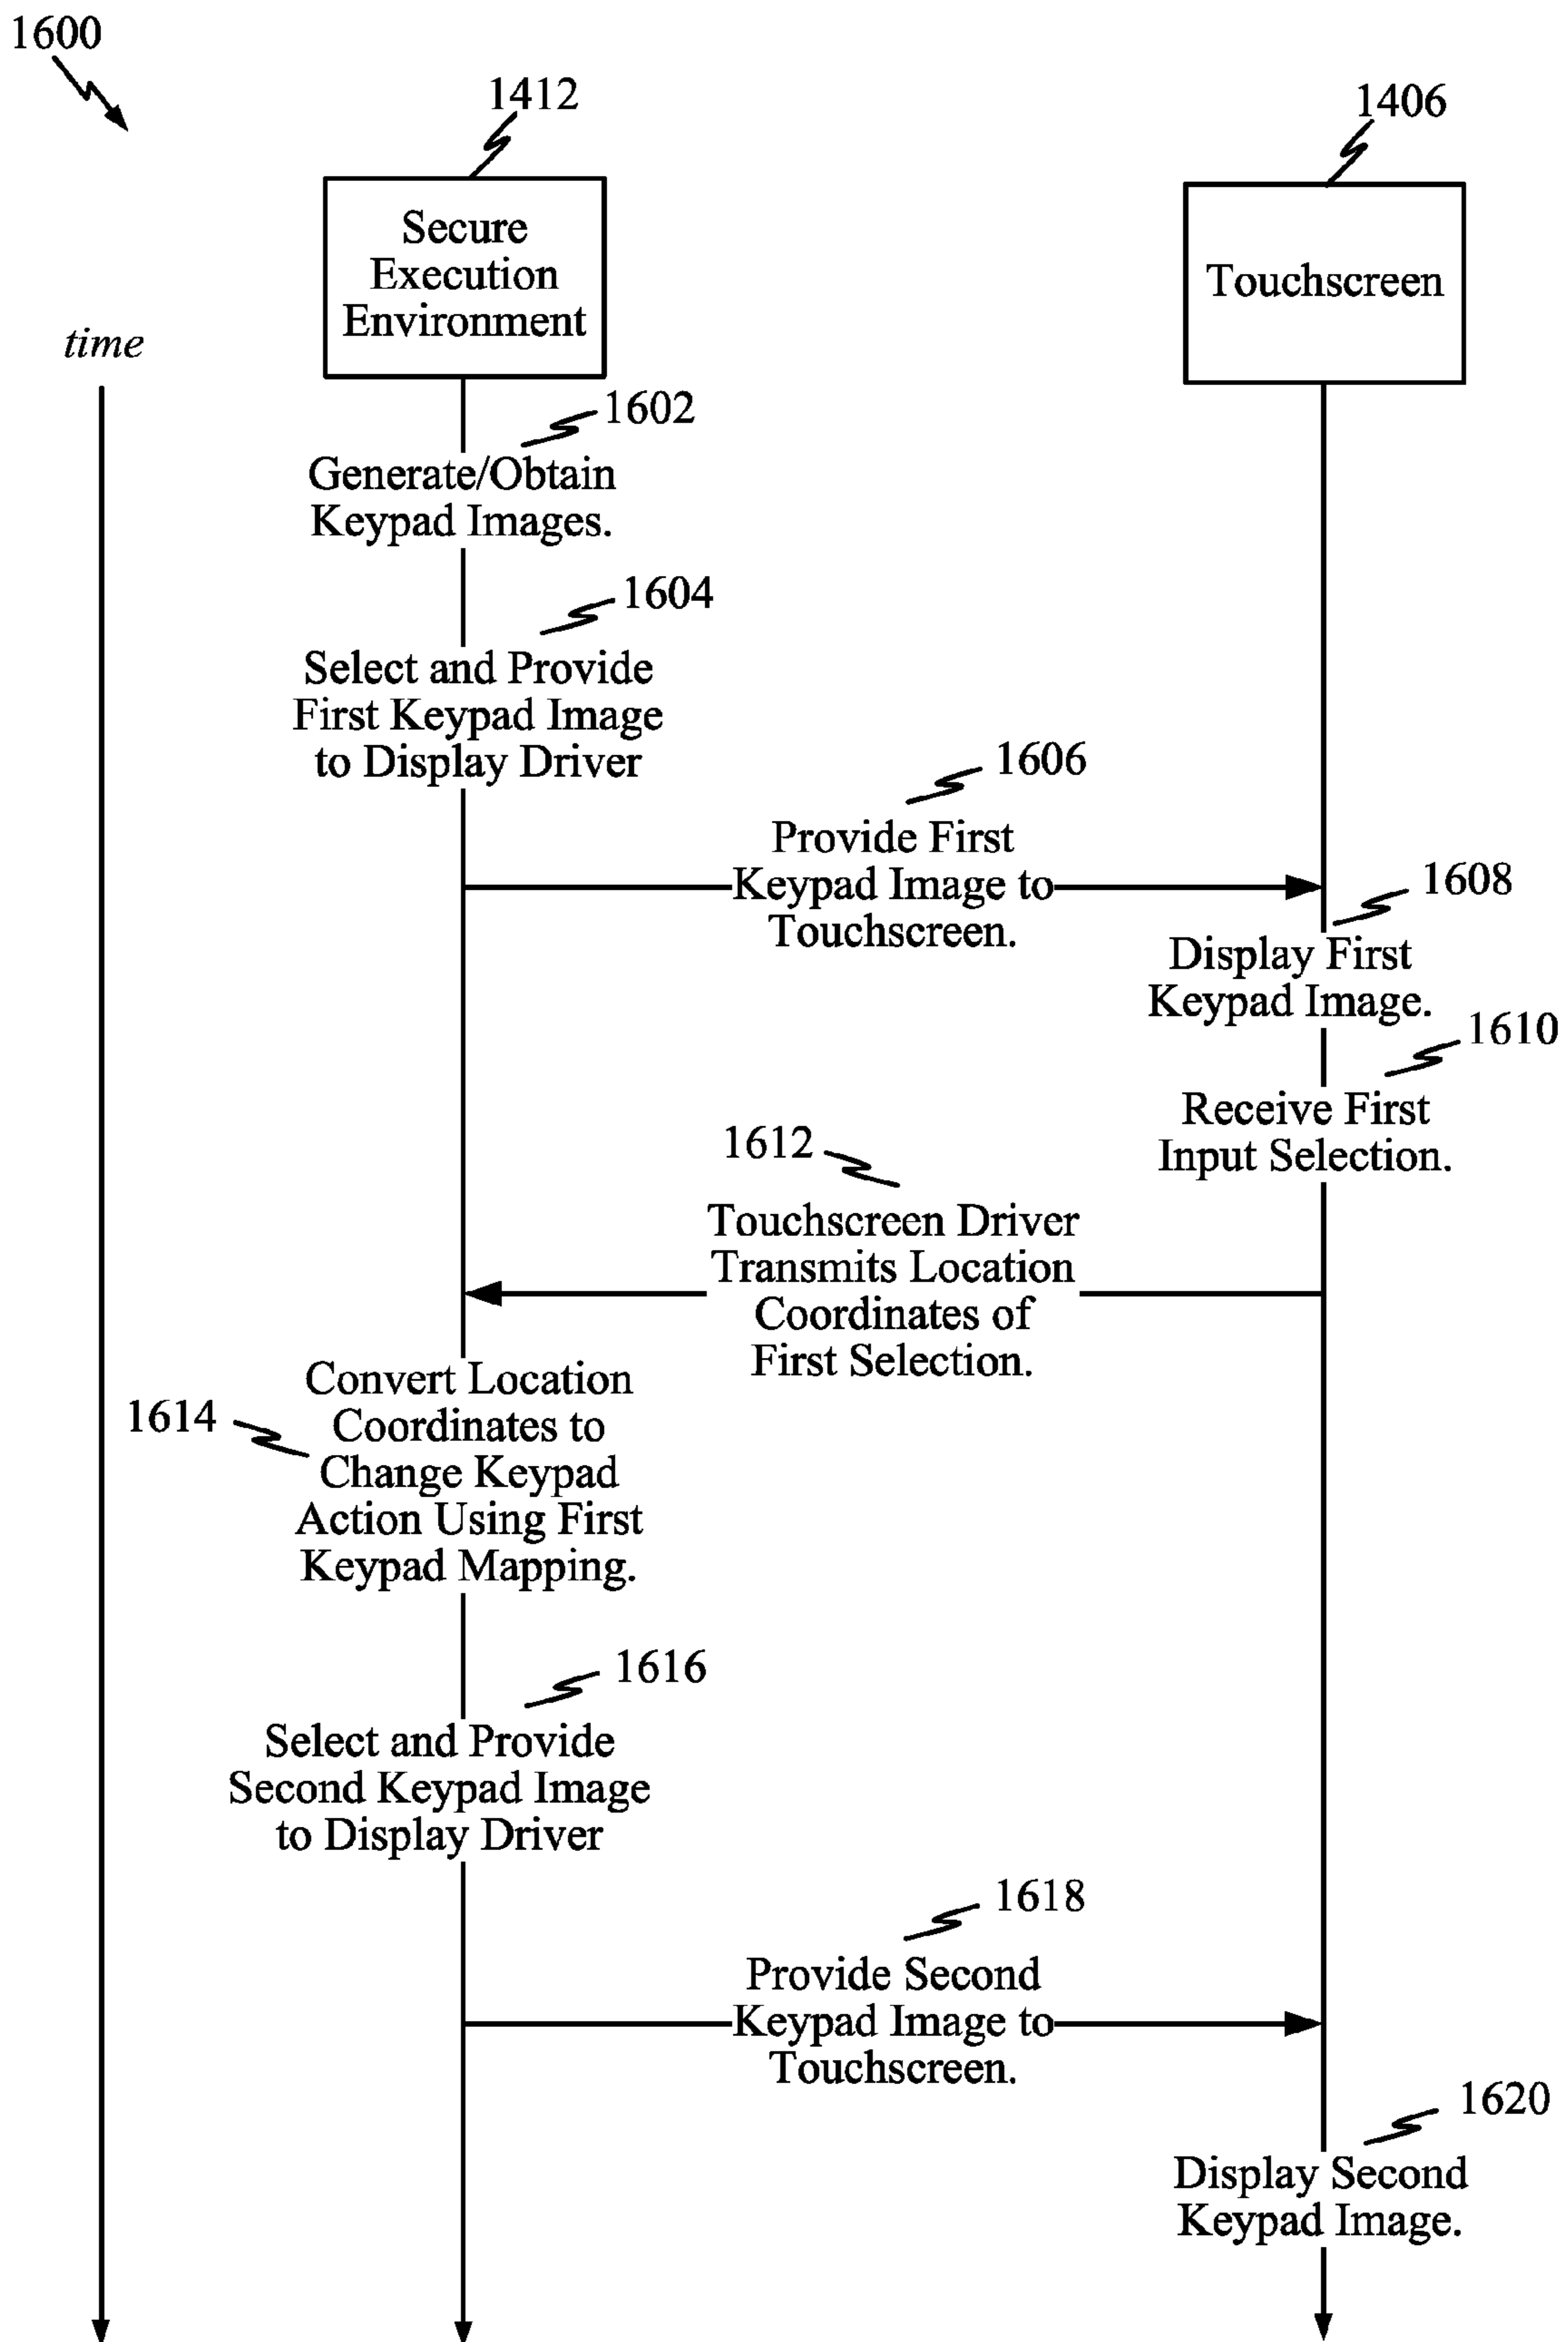 1600
1412
1406
Secure
Execution
Environment
Touchscreen
time
1602
Generate/Obtain
Keypad Images.
1604
Select and Provide
First Keypad Image
to Display Driver
1606
Provide First
Keypad Image to
Touchscreen.
1608
Display First
Keypad Image.
1610
Receive First
Input Selection.
1612
Touchscreen Driver
Transmits Location
Coordinates of
First Selection.
1614
Convert Location
Coordinates to
Change Keypad
Action Using First
Keypad Mapping.
1616
Select and Provide
Second Keypad Image
to Display Driver
1618
Provide Second
Keypad Image to
Touchscreen.
1620
Display Second
Keypad Image.